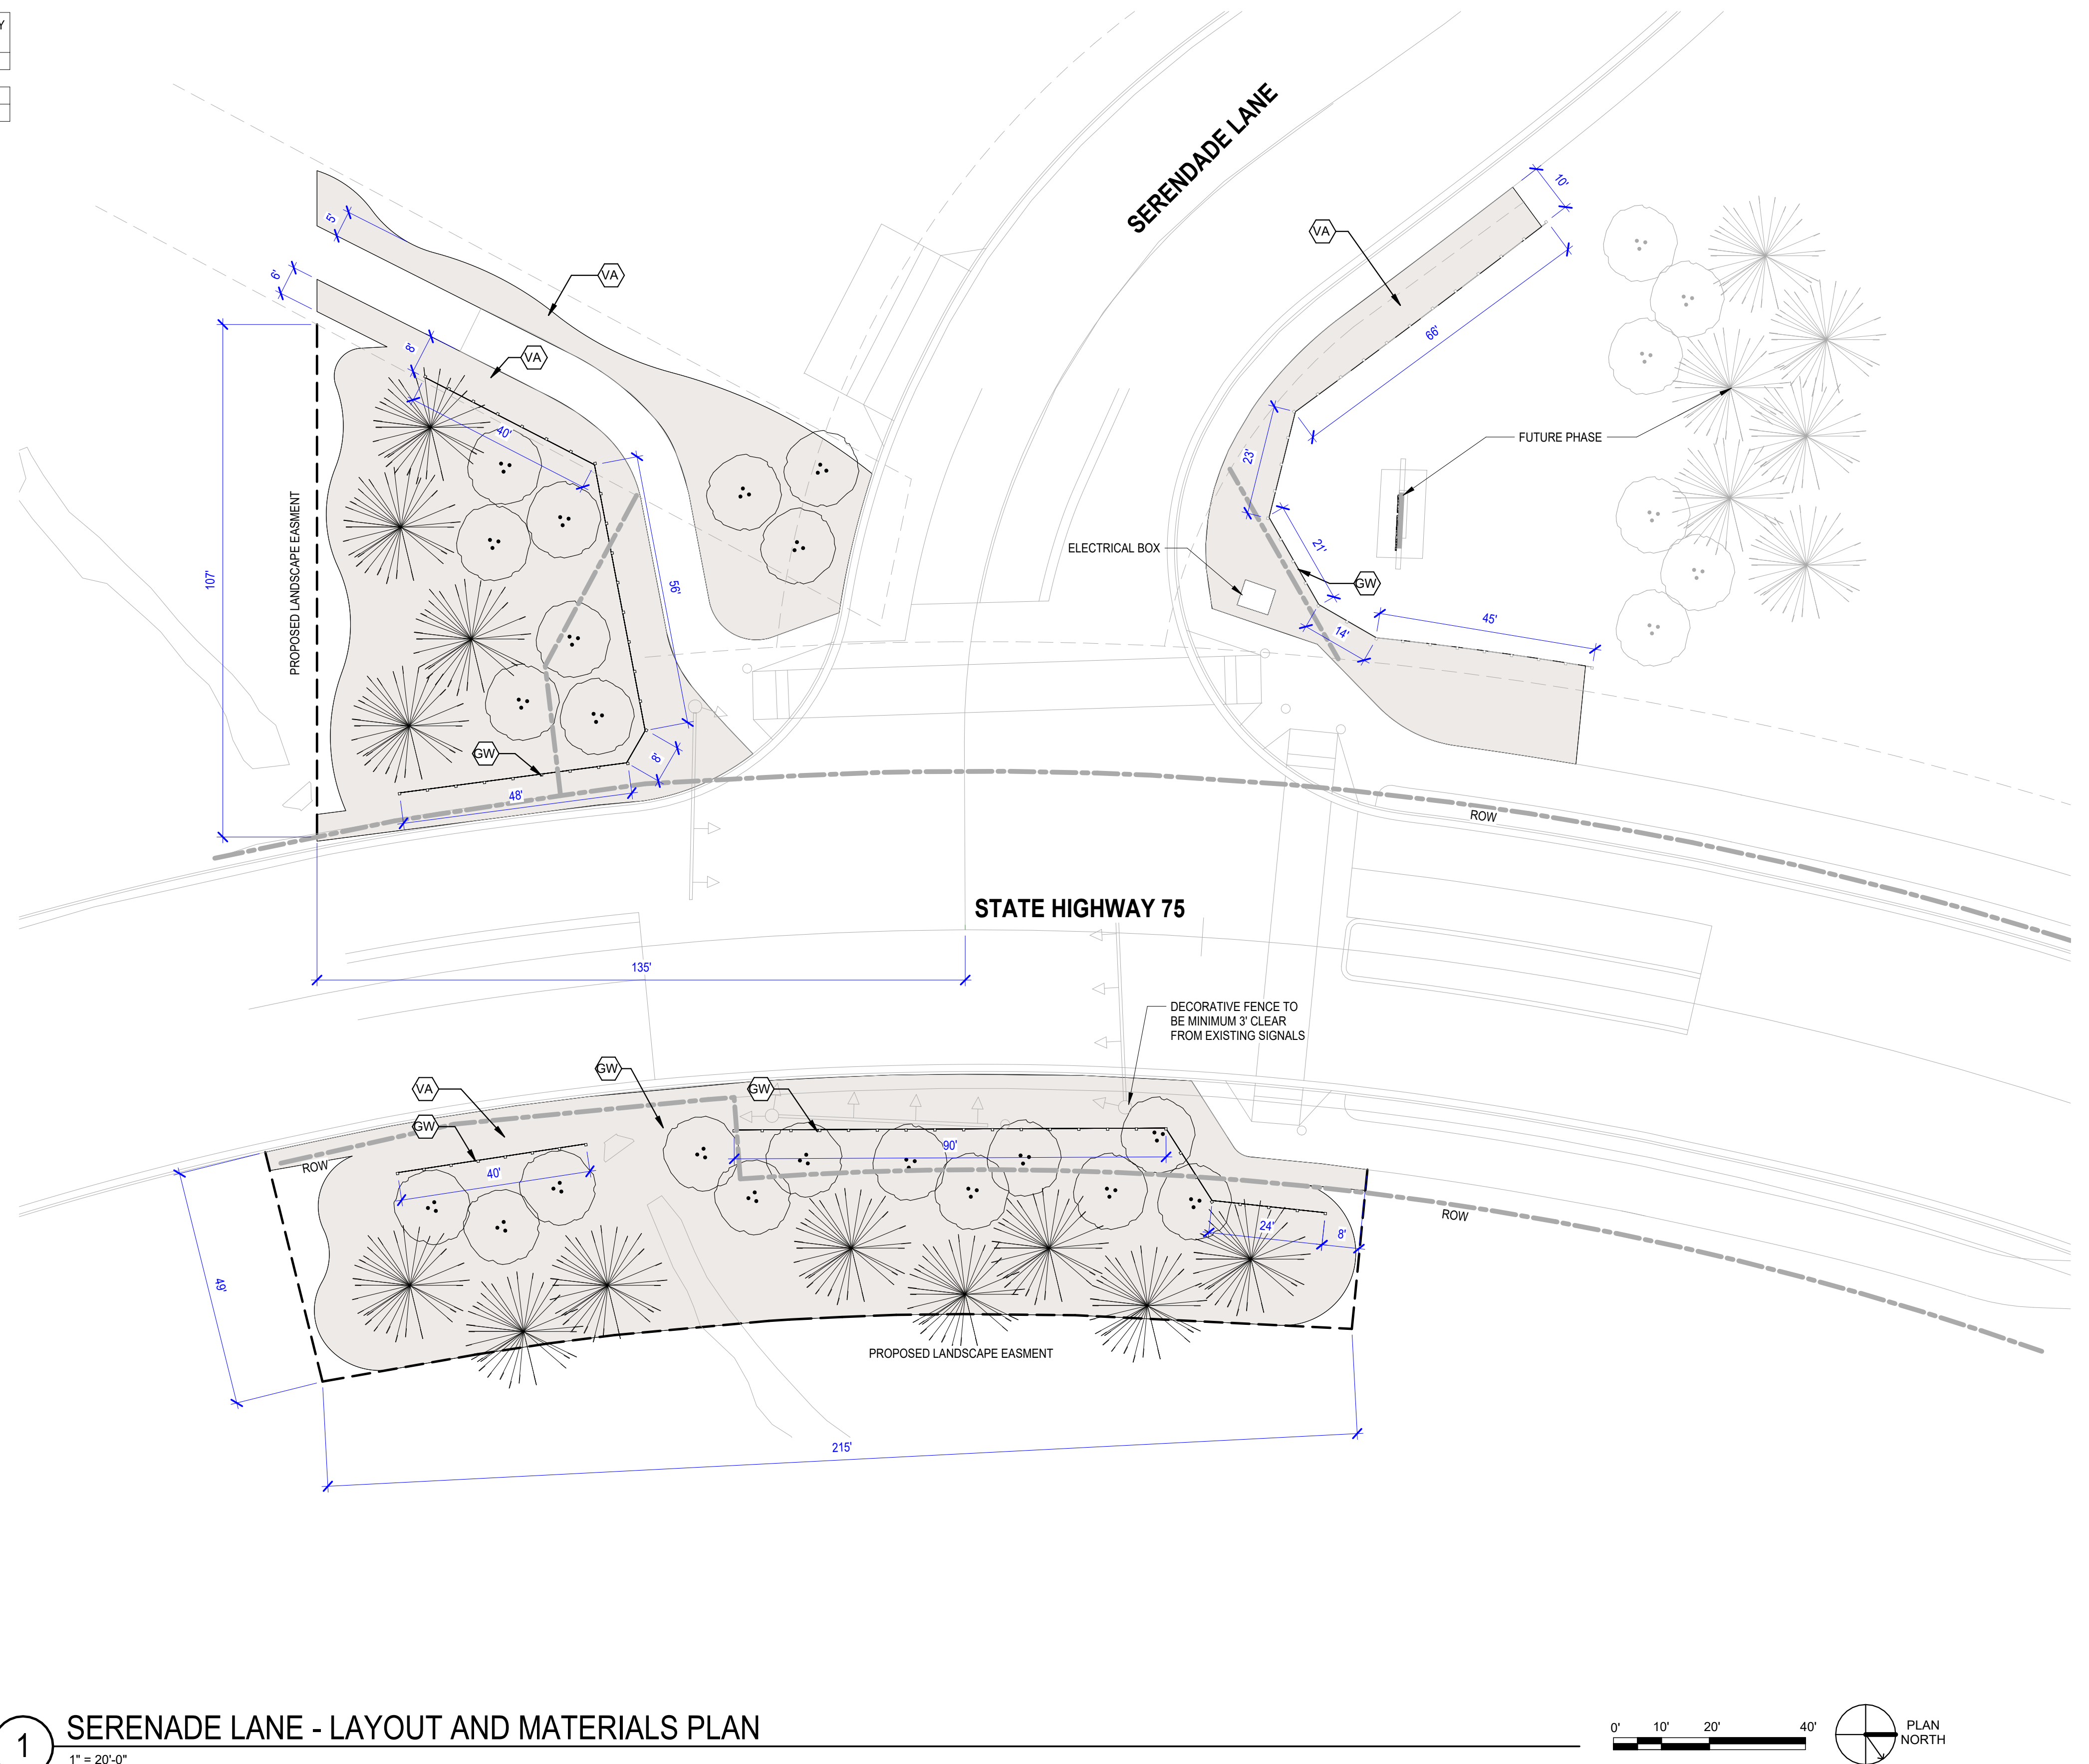 Y
SERENDADE LANE
10'
VA
5'
VA
6'
66'
8'
VA
40'
FUTURE PHASE
23'
PROPOSED LANDSCAPE EASMENT
107'
56'
ELECTRICAL BOX
21'
GW
45'
14'
GW
8'
48'
ROW
STATE HIGHWAY 75
135'
DECORATIVE FENCE TO
BE MINIMUM 3' CLEAR
FROM EXISTING SIGNALS
GW
VA
GW
GW
90'
ROW
40'
ROW
24'
8'
49'
PROPOSED LANDSCAPE EASMENT
215'
1
SERENADE LANE - LAYOUT AND MATERIALS PLAN
1" = 20'-0"
0' 10' 20' 40'
PLAN
NORTH